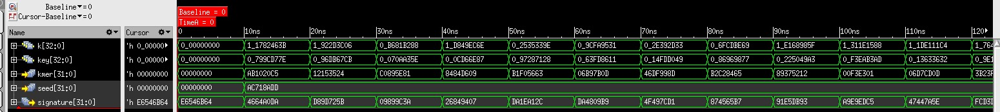 Baseline▼=0
Cursor-Baseline▼=0
Baseline = 0
TimeA = 0
Name Cursor 0 10ns 20ns 30ns 40ns 50ns 60ns 70ns 80ns 90ns 100ns 110ns 120
k[32:0] 'h 0_00000 0_00000000 1_1782463B 1_922D3C06 0_B681B288 1_D849EC6E 0_2535339E 0_9CFA9531 0_2E392D33 0_6FCDBE69 1_E168985F 1_311E1588 1_1DE111C4 1_764
key[32:0] 'h 0_00000 0_00000000 0_799CD77E 0_96DB67CB 0_070AA35E 0_0CD66E87 0_97287128 0_63FD8611 0_14FDD049 0_86969877 0_225049A3 0_F3EAB3AD 0_13633632 0_9E1
kmer[31:0] 'h 00000000 00000000 AB1020C5 12153524 C0895E81 8484D609 B1F05663 06B97B0D 46DF998D B2C28465 89375212 00F3E301 06D7CD0D 3B23F
seed[31:0] 'h 00000000 00000000 AC718ADD
signature[31:0] 'h E6546B64 E6546B64 4664A0DA D89D725B 09899C3A 26849407 DA1EA12C DA4809B9 4F497CD1 874565B7 91E5DB93 A9E9EDC5 47447A5E FCD3D